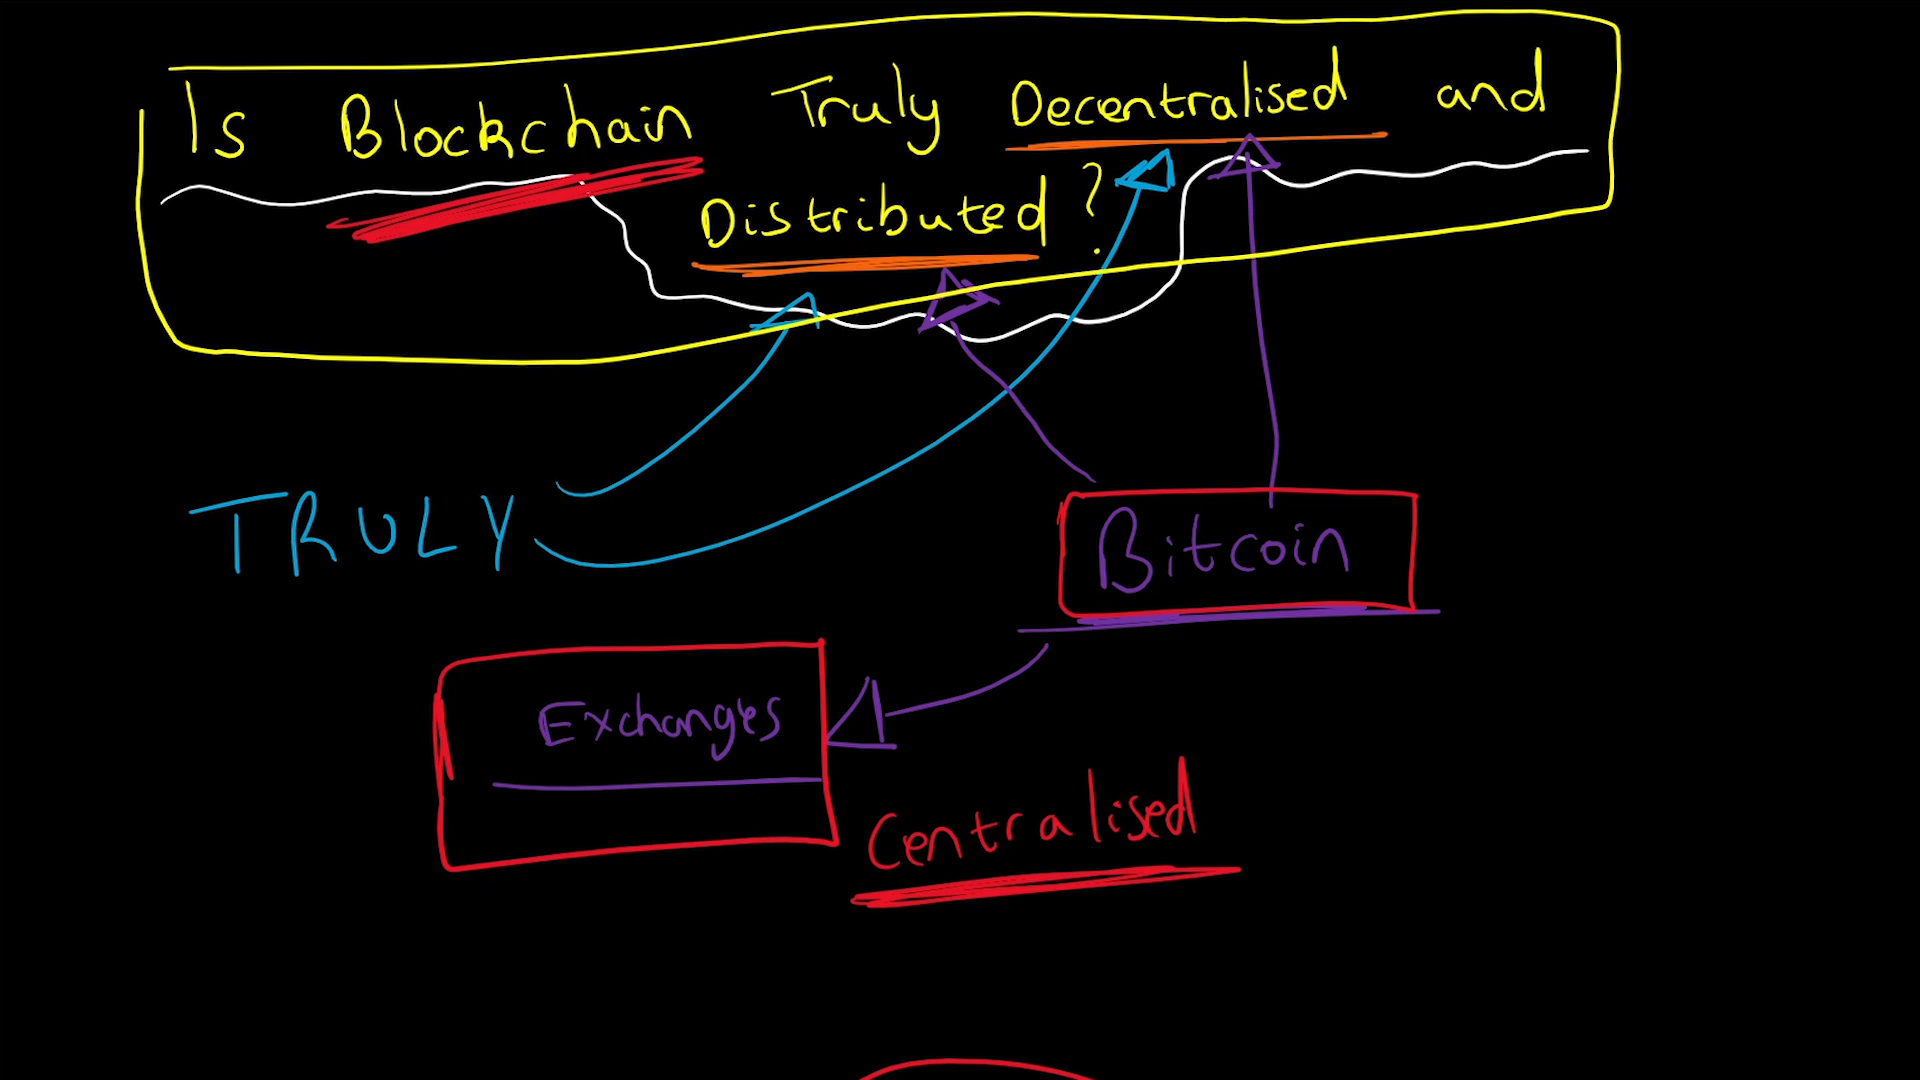 Is Blockchain Truly Decentralised and
Distributed?
TRULY
Bitcoin
Exchanges
Centralised